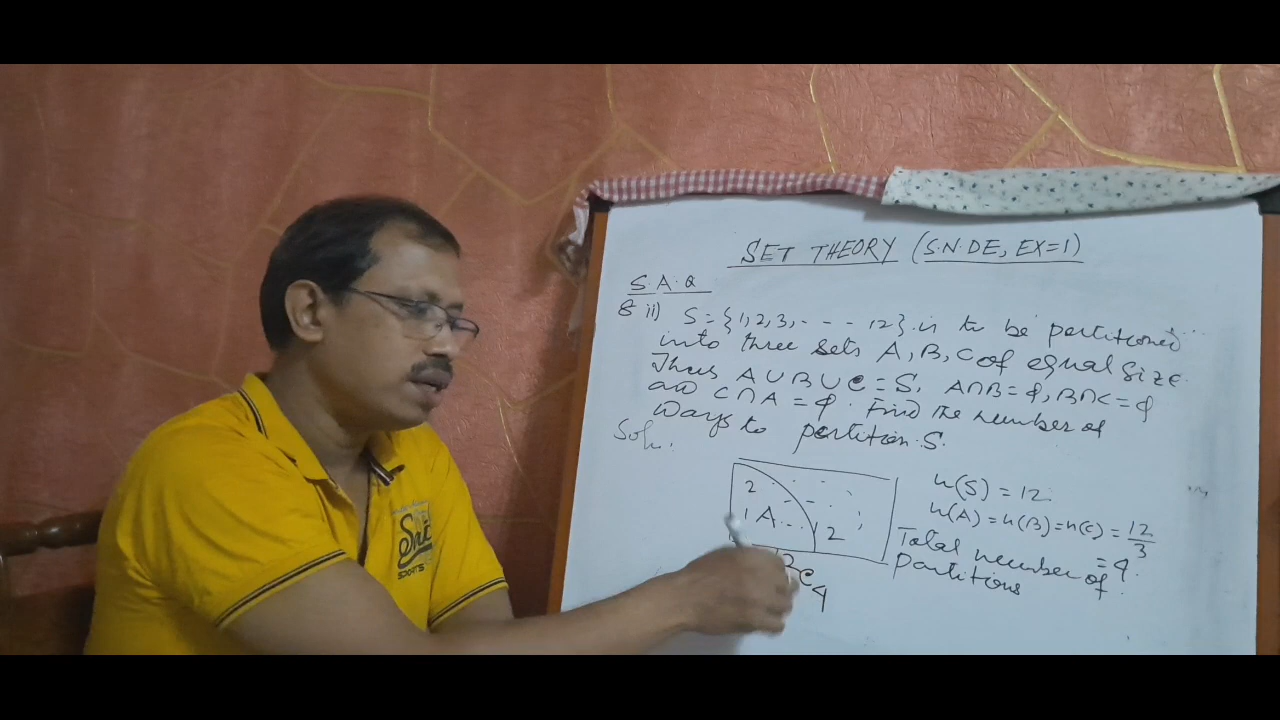 SET THEORY (S.N.DE, EX=1)
S.A.Q
8 ii) S = {1,2,3, - - - 12} is to be partitioned
into three sets A, B, C of equal size.
Thus A∪B∪C = S, A∩B = φ, B∩C = φ
and C∩A = φ. Find the number of
ways to partition S.
Soln.
2
1 A...
2
n(S) = 12
n(A) = n(B) = n(C) = 12/3
= 4.
Total number of
Partitions
C
4